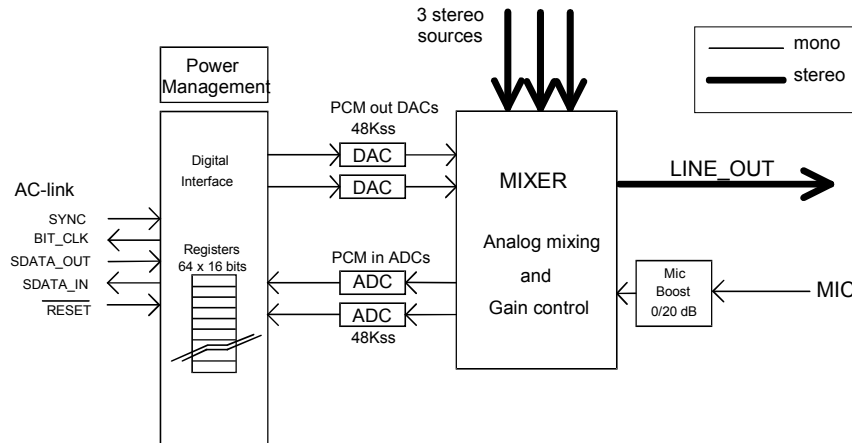 3 stereo
sources
mono
stereo
Power
Management
PCM out DACs
48Kss
DAC
DAC
Digital
Interface
MIXER
LINE_OUT
AC-link
SYNC
BIT_CLK
SDATA_OUT
SDATA_IN
RESET
Registers
64 x 16 bits
PCM in ADCs
ADC
ADC
48Kss
Analog mixing
and
Gain control
Mic
Boost
0/20 dB
MIC